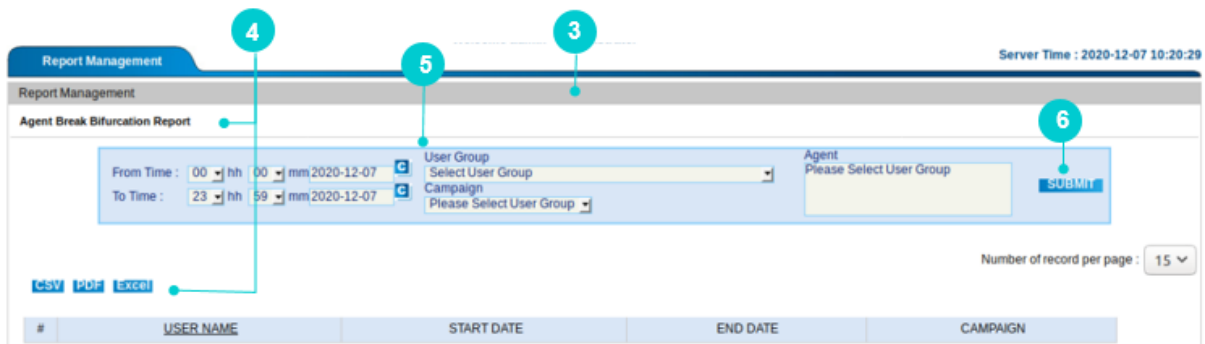 4
3
5
Report Management
Server Time : 2020-12-07 10:20:29
Report Management
Agent Break Bifurcation Report
6
From Time : 00 hh 00 mm 2020-12-07 C
To Time : 23 hh 59 mm 2020-12-07 C
User Group
Select User Group
Campaign
Please Select User Group
Agent
Please Select User Group
SUBMIT
Number of record per page : 15
CSV PDF Excel
# USER NAME START DATE END DATE CAMPAIGN